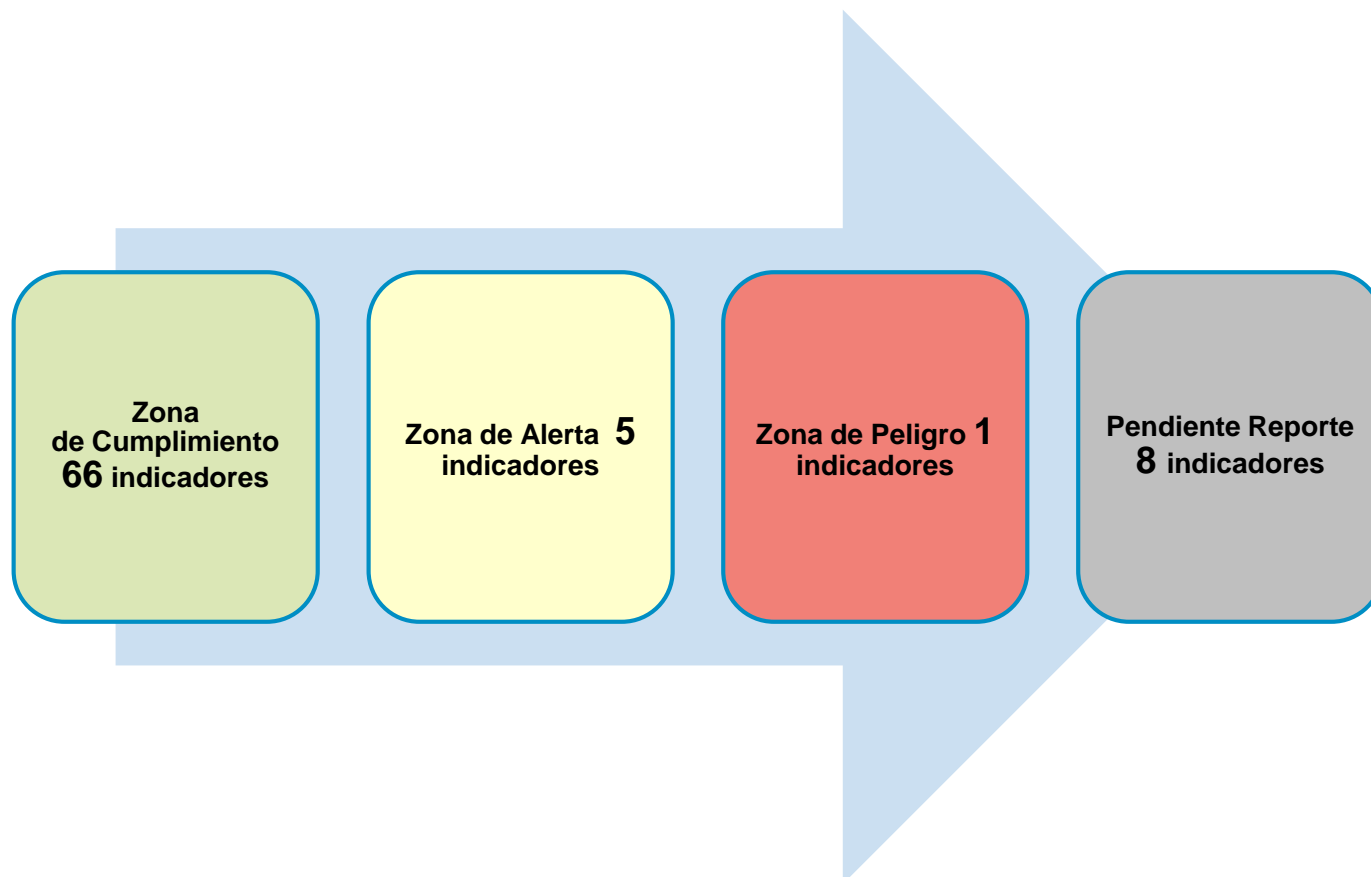 Zona
de Cumplimiento
66 indicadores
Zona de Alerta 5
indicadores
Zona de Peligro 1
indicadores
Pendiente Reporte
8 indicadores